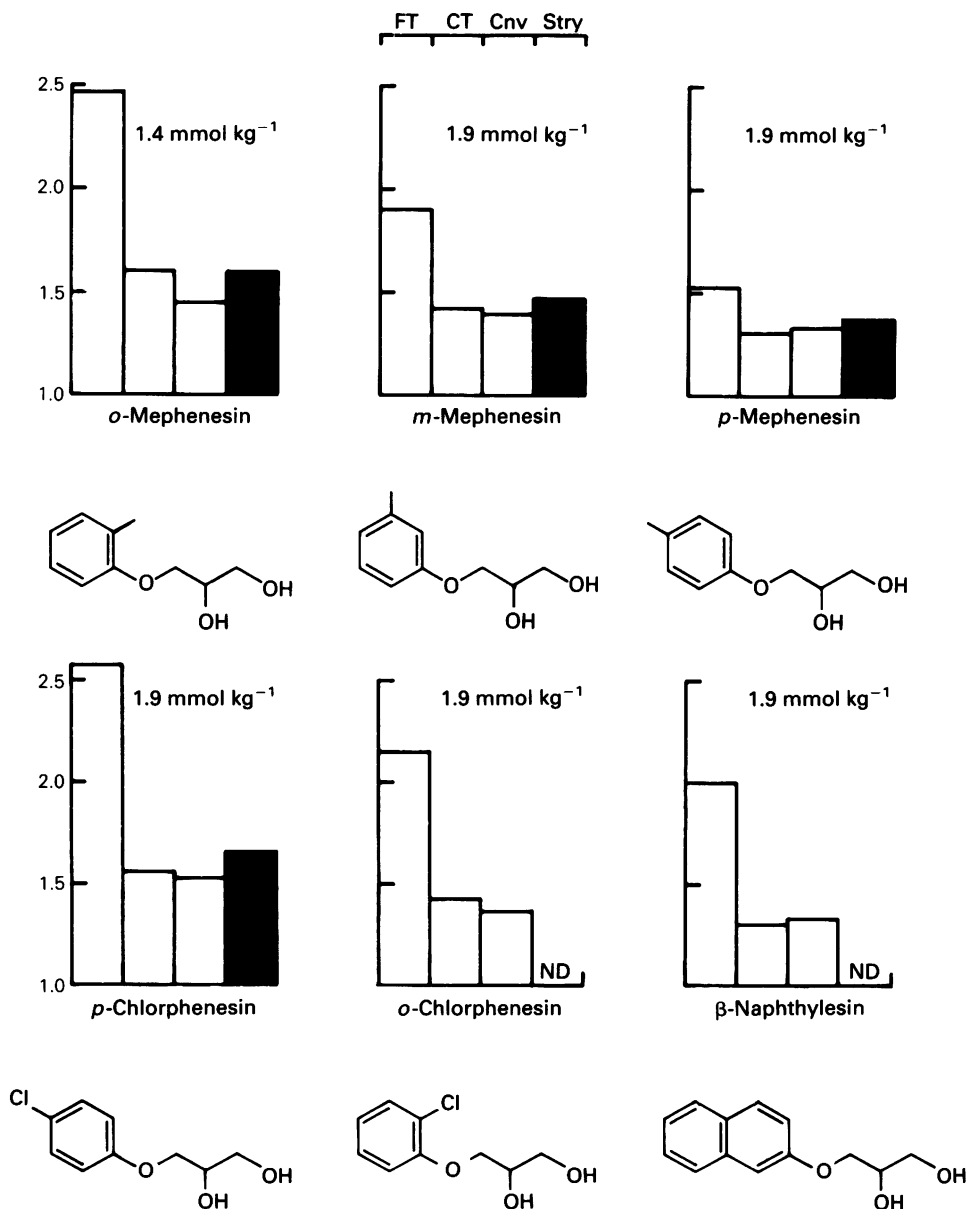 FT CT Cnv Stry
2.5
1.4 mmol kg⁻¹ 1.9 mmol kg⁻¹ 1.9 mmol kg⁻¹
2.0
1.5
1.0
o-Mephenesin m-Mephenesin p-Mephenesin
O OH O OH O OH
OH OH OH
2.5
1.9 mmol kg⁻¹ 1.9 mmol kg⁻¹ 1.9 mmol kg⁻¹
2.0
1.5
ND ND
1.0
p-Chlorphenesin o-Chlorphenesin β-Naphthylesin
Cl Cl
O OH O OH O OH
OH OH OH